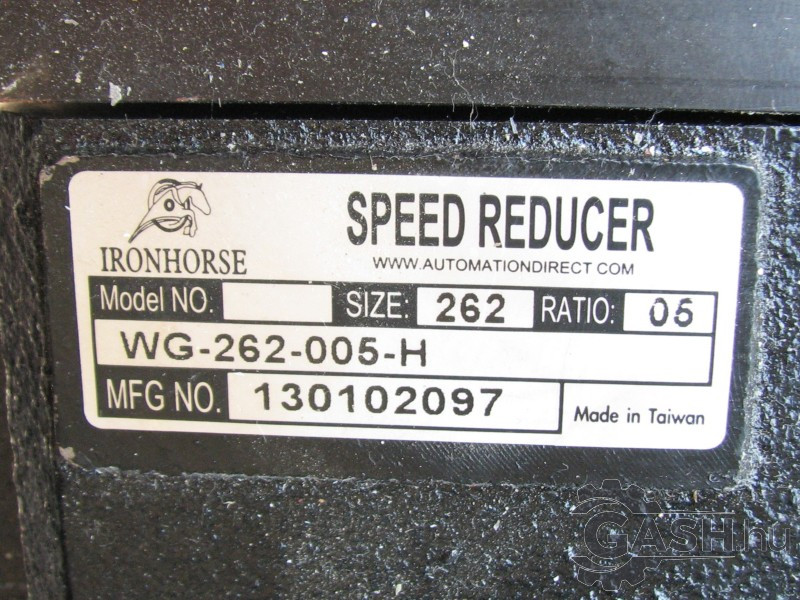 SPEED REDUCER
IRONHORSE
WWW.AUTOMATIONDIRECT.COM
Model NO. SIZE: 262 RATIO: 05
WG-262-005-H
MFG NO. 130102097
Made in Taiwan
GASH.hu